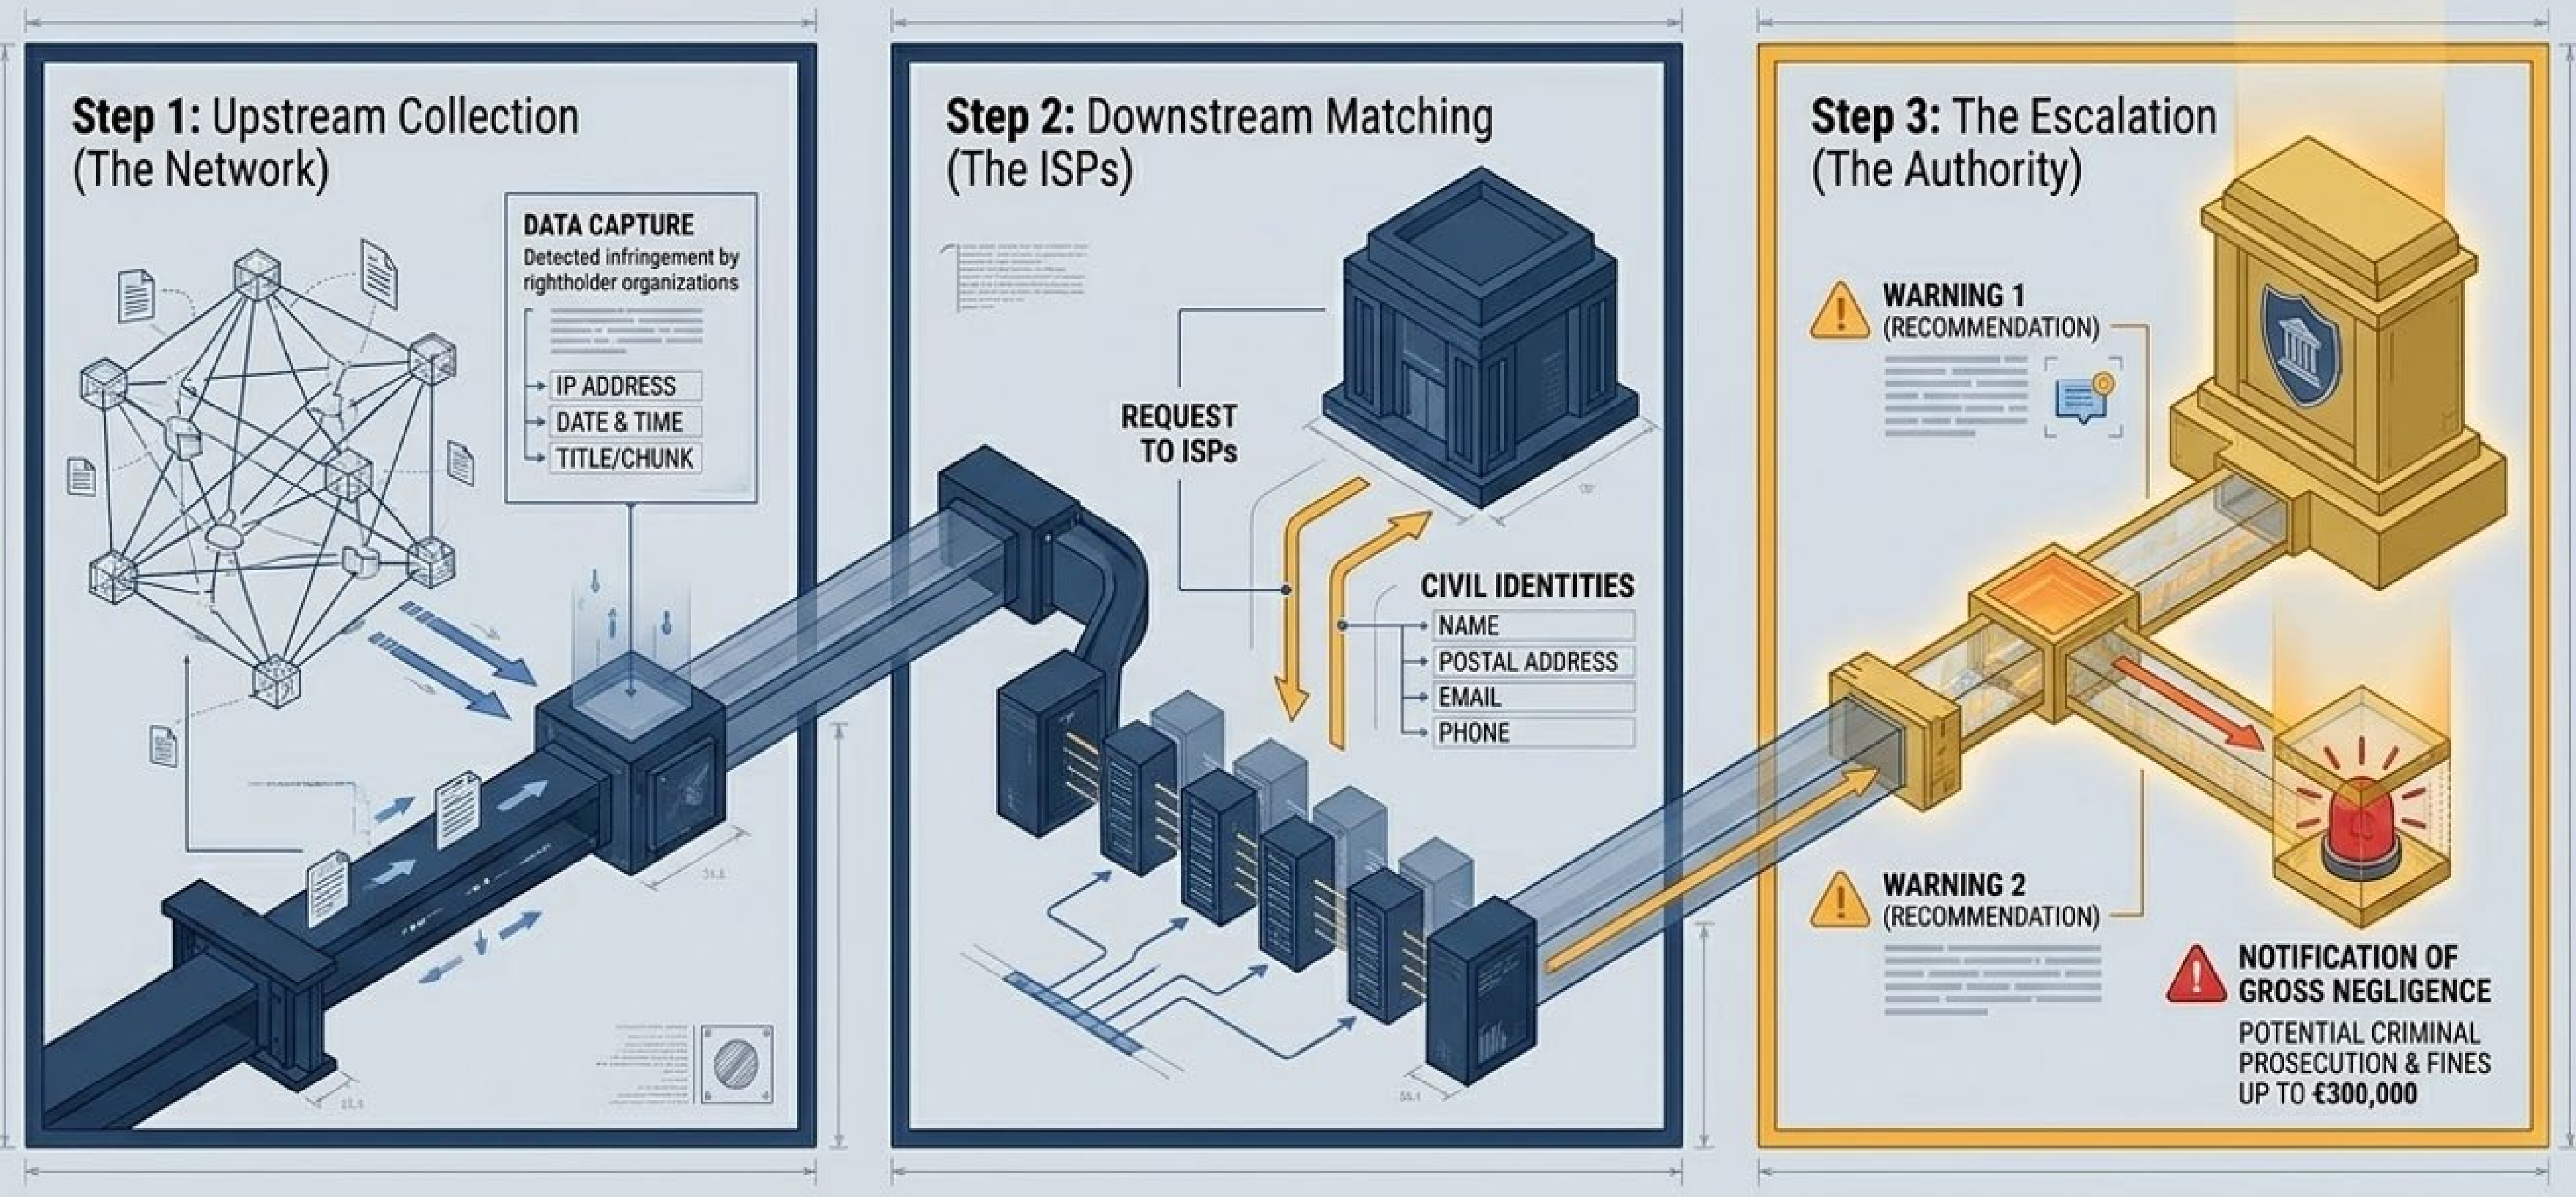 Step 1: Upstream Collection
(The Network)
DATA CAPTURE
Detected infringement by
rightholder organizations
IP ADDRESS
DATE & TIME
TITLE/CHUNK
Step 2: Downstream Matching
(The ISPs)
REQUEST
TO ISPs
CIVIL IDENTITIES
NAME
POSTAL ADDRESS
EMAIL
PHONE
Step 3: The Escalation
(The Authority)
WARNING 1
(RECOMMENDATION)
WARNING 2
(RECOMMENDATION)
NOTIFICATION OF
GROSS NEGLIGENCE
POTENTIAL CRIMINAL
PROSECUTION & FINES
UP TO €300,000